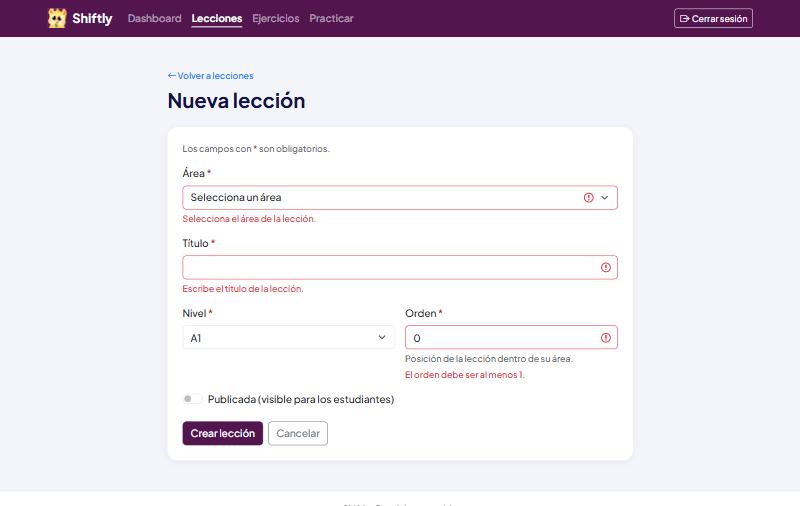 Shiftly Dashboard Lecciones Ejercicios Practicar Cerrar sesión
← Volver a lecciones
Nueva lección
Los campos con * son obligatorios.
Área *
Selecciona un área
Selecciona el área de la lección.
Título *
Escribe el título de la lección.
Nivel * Orden *
A1 0
Posición de la lección dentro de su área.
El orden debe ser al menos 1.
Publicada (visible para los estudiantes)
Crear lección Cancelar